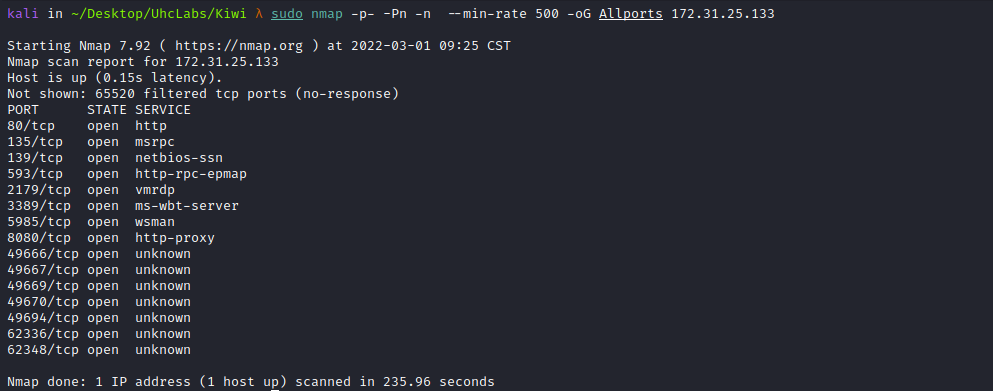 kali in ~/Desktop/UhcLabs/Kiwi λ sudo nmap -p- -Pn -n  --min-rate 500 -oG Allports 172.31.25.133
Starting Nmap 7.92 ( https://nmap.org ) at 2022-03-01 09:25 CST
Nmap scan report for 172.31.25.133
Host is up (0.15s latency).
Not shown: 65520 filtered tcp ports (no-response)
PORT      STATE SERVICE
80/tcp    open  http
135/tcp   open  msrpc
139/tcp   open  netbios-ssn
593/tcp   open  http-rpc-epmap
2179/tcp  open  vmrdp
3389/tcp  open  ms-wbt-server
5985/tcp  open  wsman
8080/tcp  open  http-proxy
49666/tcp open  unknown
49667/tcp open  unknown
49669/tcp open  unknown
49670/tcp open  unknown
49694/tcp open  unknown
62336/tcp open  unknown
62348/tcp open  unknown
Nmap done: 1 IP address (1 host up) scanned in 235.96 seconds